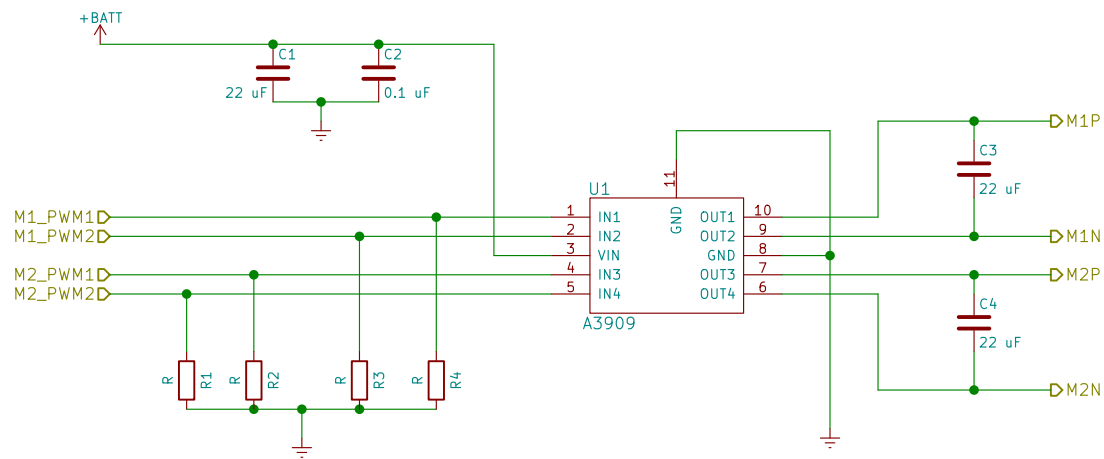 +BATT
C1
22 uF
C2
0.1 uF
M1_PWM1
M1_PWM2
M2_PWM1
M2_PWM2
R R1
R R2
R R3
R R4
U1
11
GND
1 IN1
2 IN2
3 VIN
4 IN3
5 IN4
OUT1 10
OUT2 9
GND 8
OUT3 7
OUT4 6
A3909
C3
22 uF
C4
22 uF
M1P
M1N
M2P
M2N